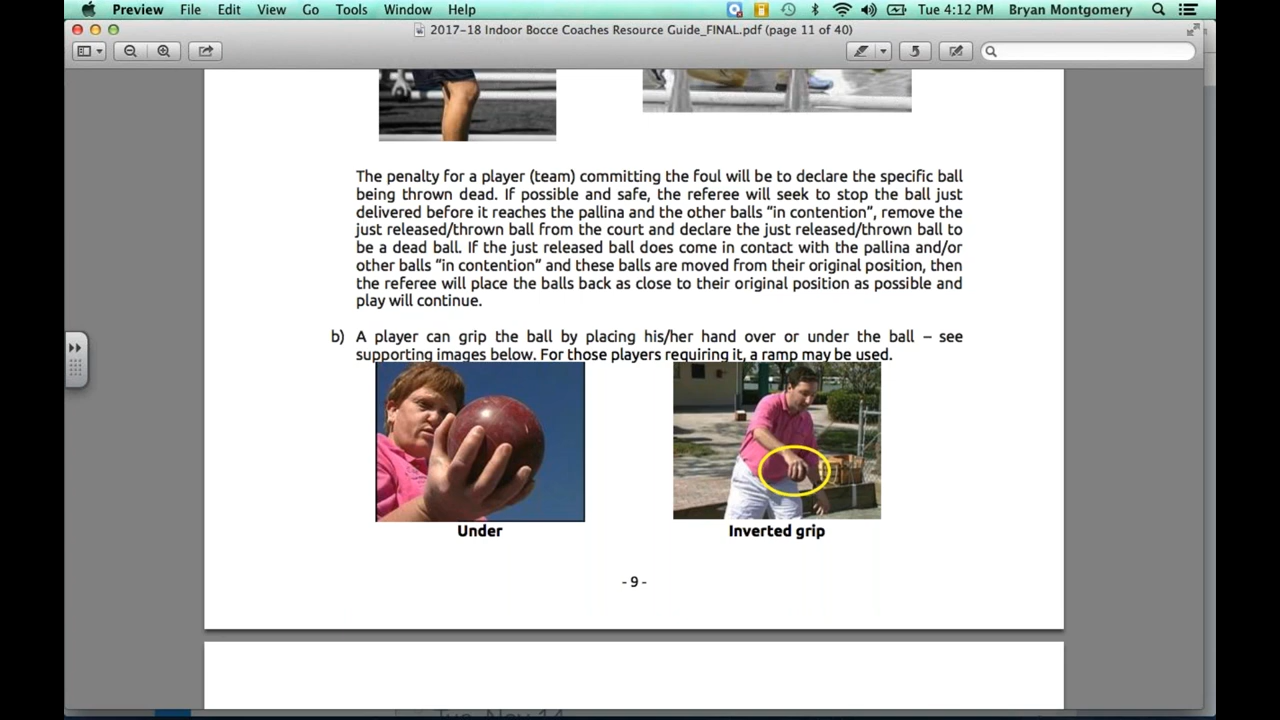 Preview File Edit View Go Tools Window Help Tue 4:12 PM Bryan Montgomery
2017-18 Indoor Bocce Coaches Resource Guide_FINAL.pdf (page 11 of 40)
The penalty for a player (team) committing the foul will be to declare the specific ball
being thrown dead. If possible and safe, the referee will seek to stop the ball just
delivered before it reaches the pallina and the other balls “in contention”, remove the
just released/thrown ball from the court and declare the just released/thrown ball to
be a dead ball. If the just released ball does come in contact with the pallina and/or
other balls “in contention” and these balls are moved from their original position, then
the referee will place the balls back as close to their original position as possible and
play will continue.
b) A player can grip the ball by placing his/her hand over or under the ball – see
supporting images below. For those players requiring it, a ramp may be used.
Under Inverted grip
- 9 -
Tue, Nov 14